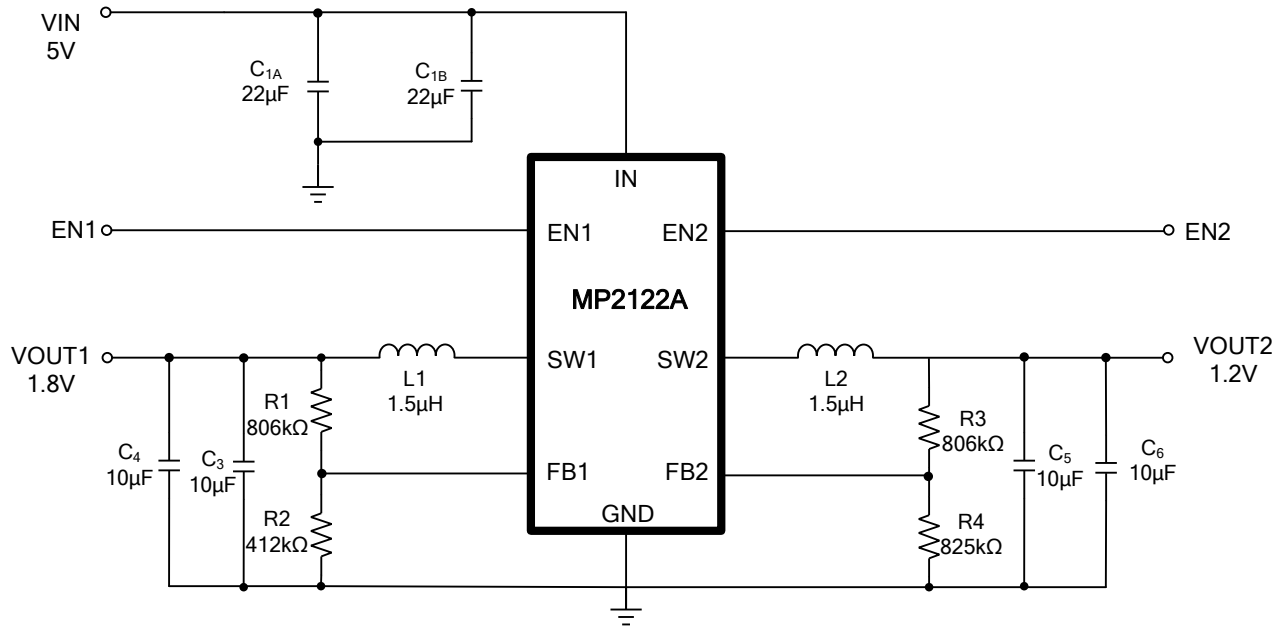 VIN
5V
C1A
22µF
C1B
22µF
IN
EN1
EN1
EN2
EN2
MP2122A
VOUT1
1.8V
L1
1.5µH
SW1
SW2
L2
1.5µH
VOUT2
1.2V
R1
806kΩ
R3
806kΩ
C4
10µF
C3
10µF
FB1
FB2
C5
10µF
C6
10µF
R2
412kΩ
GND
R4
825kΩ